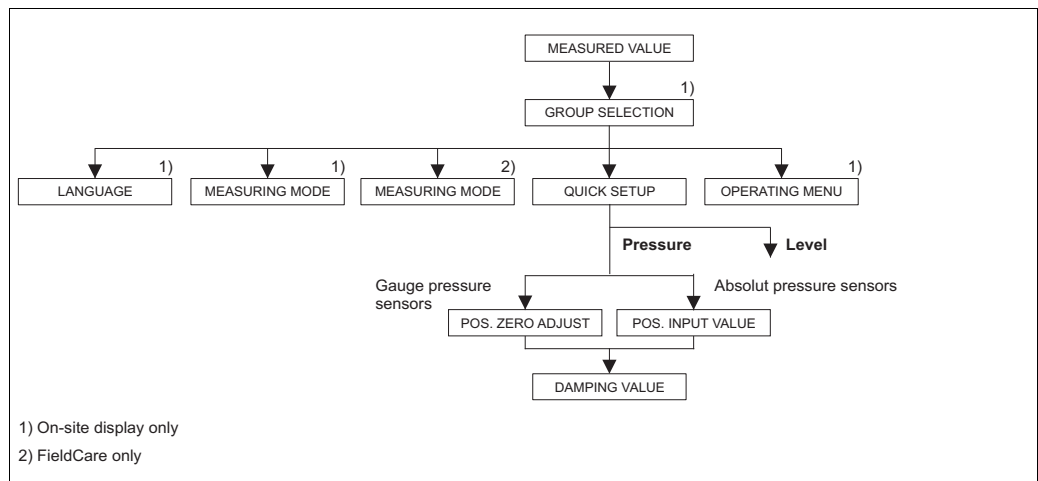 MEASURED VALUE
1)
GROUP SELECTION
1)
LANGUAGE
1)
MEASURING MODE
2)
MEASURING MODE
QUICK SETUP
1)
OPERATING MENU
Pressure
Level
Gauge pressure
sensors
Absolut pressure sensors
POS. ZERO ADJUST
POS. INPUT VALUE
DAMPING VALUE
1) On-site display only
2) FieldCare only